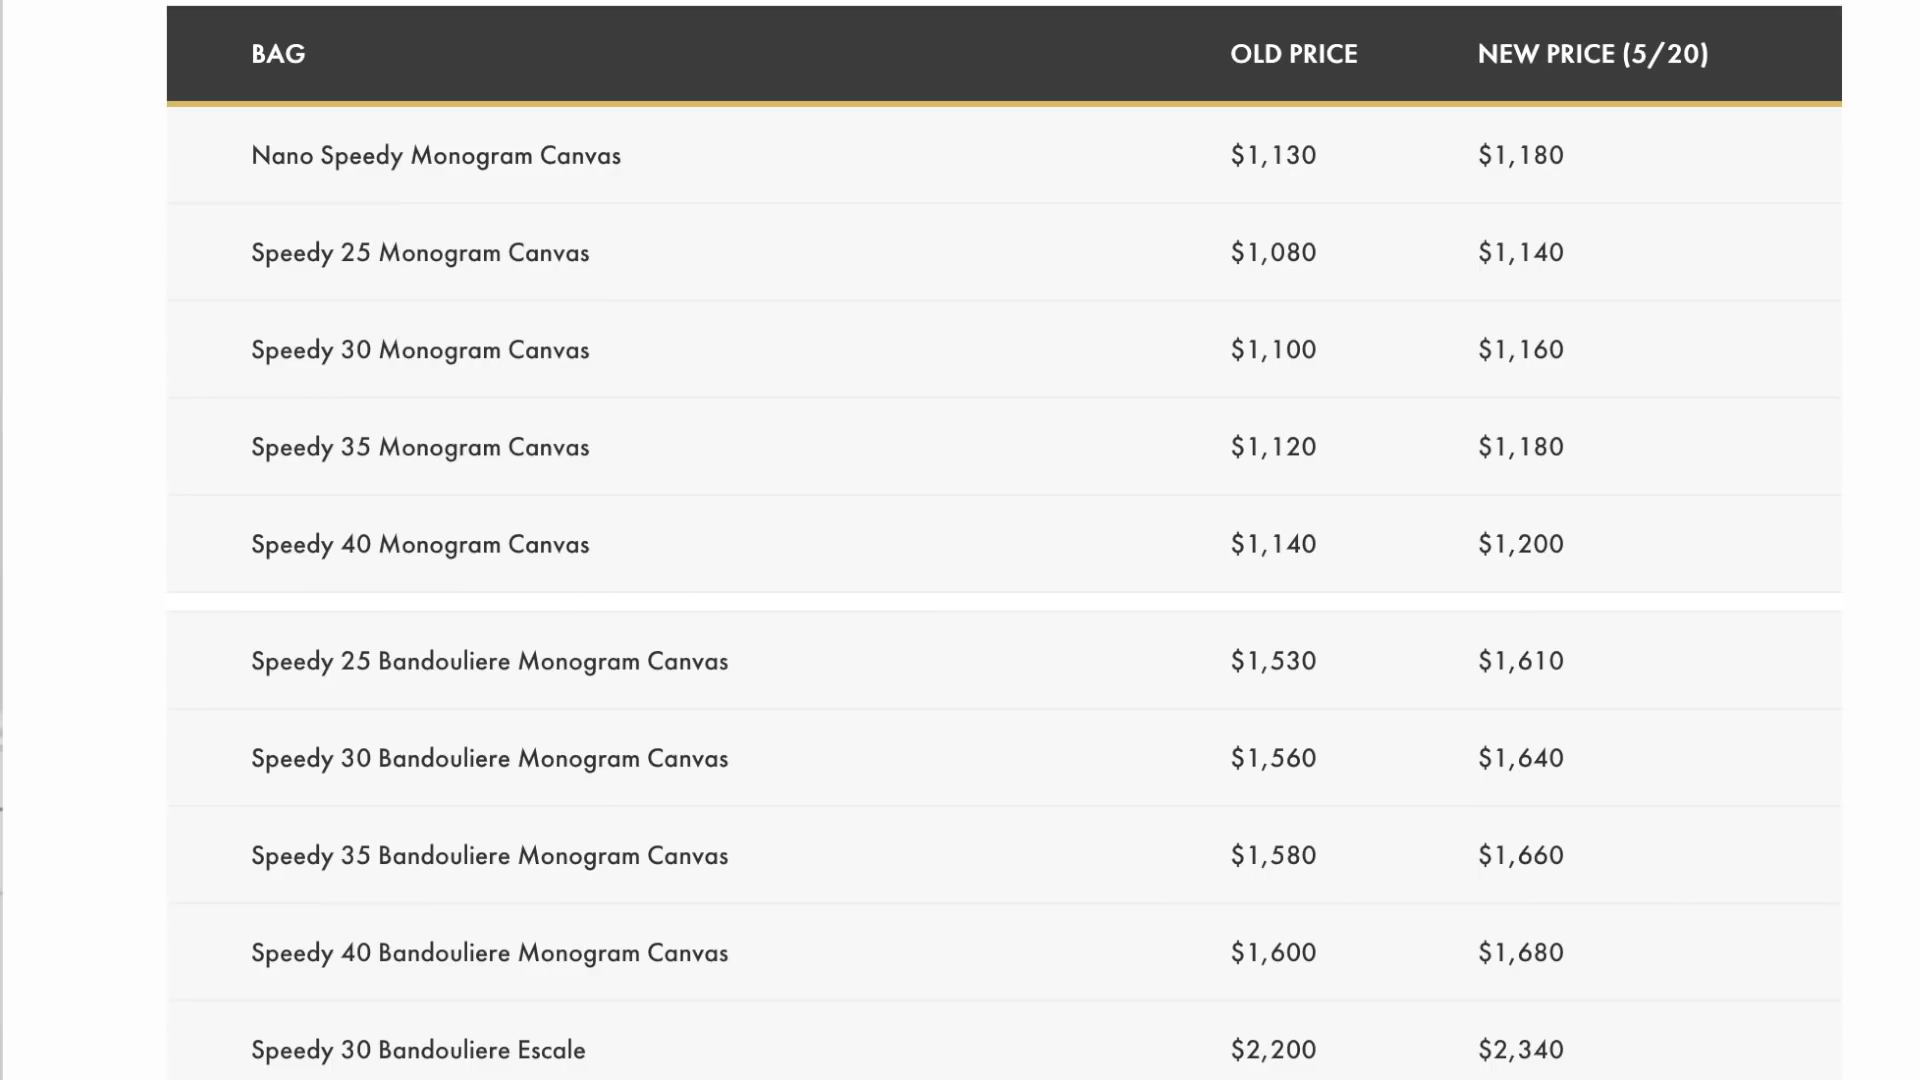 BAG OLD PRICE NEW PRICE (5/20)
Nano Speedy Monogram Canvas $1,130 $1,180
Speedy 25 Monogram Canvas $1,080 $1,140
Speedy 30 Monogram Canvas $1,100 $1,160
Speedy 35 Monogram Canvas $1,120 $1,180
Speedy 40 Monogram Canvas $1,140 $1,200
Speedy 25 Bandouliere Monogram Canvas $1,530 $1,610
Speedy 30 Bandouliere Monogram Canvas $1,560 $1,640
Speedy 35 Bandouliere Monogram Canvas $1,580 $1,660
Speedy 40 Bandouliere Monogram Canvas $1,600 $1,680
Speedy 30 Bandouliere Escale $2,200 $2,340